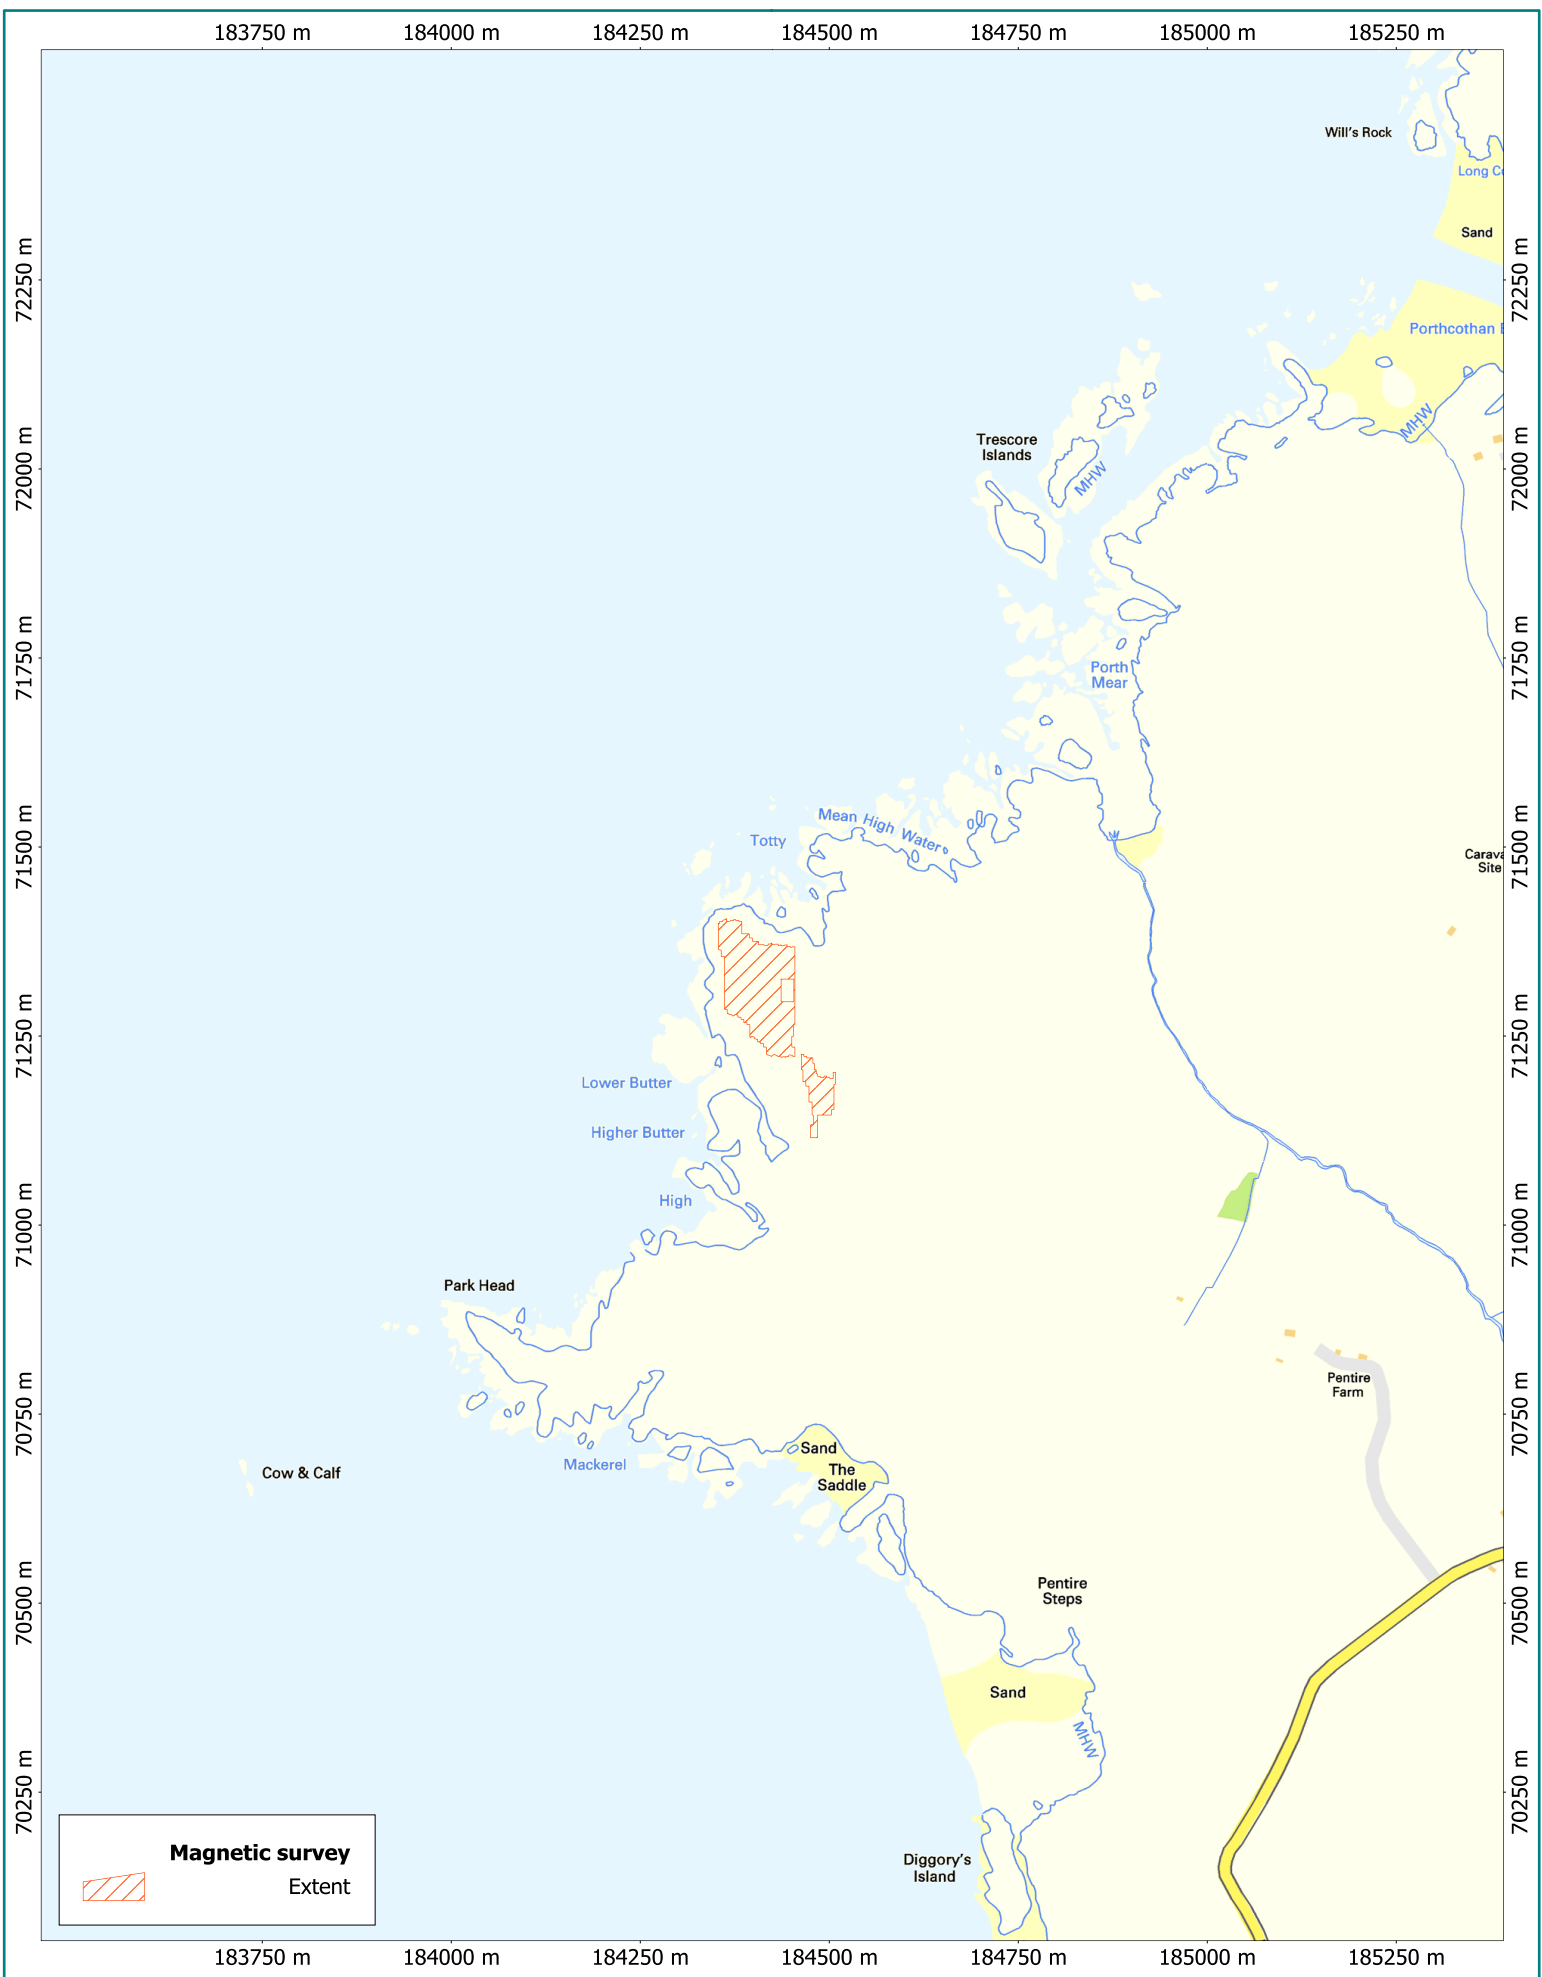 183750 m
184000 m
184250 m
184500 m
184750 m
185000 m
185250 m
Will's Rock
Long Co
Sand
72250 m
72250 m
Porthcothan B
MHW
Trescore
Islands
MHW
72000 m
72000 m
71750 m
71750 m
Porth
Mear
Mean High Water
Totty
71500 m
71500 m
Carava
Site
71250 m
71250 m
Lower Butter
Higher Butter
High
71000 m
71000 m
Park Head
Pentire
Farm
70750 m
70750 m
Sand
The
Saddle
Mackerel
Cow & Calf
Pentire
Steps
70500 m
70500 m
Sand
MHW
70250 m
70250 m
Diggory's
Island
Magnetic survey
Extent
183750 m
184000 m
184250 m
184500 m
184750 m
185000 m
185250 m